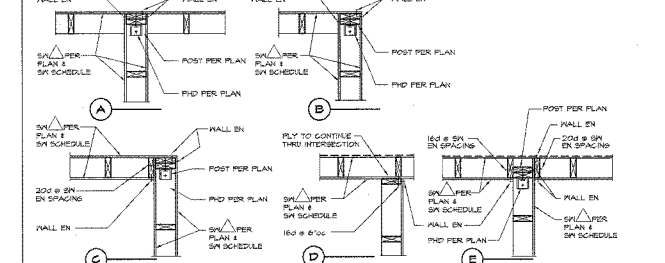 WALL EN
WALL EN
WALL EN
WALL EN
SW PER
PLAN &
SW SCHEDULE
POST PER PLAN
PHD PER PLAN
A
SW PER
PLAN &
SW SCHEDULE
POST PER PLAN
PHD PER PLAN
B
SW PER
PLAN &
SW SCHEDULE
WALL EN
POST PER PLAN
20d @ SW
EN SPACING
PHD PER PLAN
WALL EN
SW PER
PLAN &
SW SCHEDULE
C
PLY TO CONTINUE
THRU INTERSECTION
SW PER
PLAN &
SW SCHEDULE
16d @ 6"oc
WALL EN
D
POST PER PLAN
WALL EN
16d @ SW
EN SPACING
20d @ SW
EN SPACING
SW PER
PLAN &
SW SCHEDULE
WALL EN
PHD PER PLAN
SW PER
PLAN &
SW SCHEDULE
E